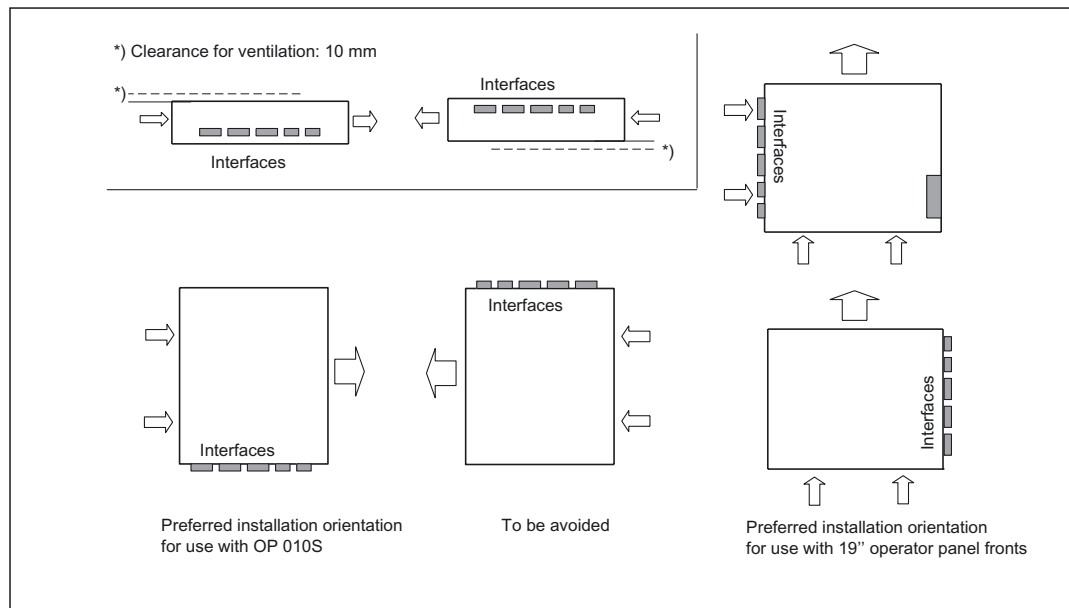 *) Clearance for ventilation: 10 mm
*)
Interfaces
Interfaces
*)
Interfaces
Interfaces
Interfaces
Interfaces
Preferred installation orientation
for use with OP 010S
To be avoided
Preferred installation orientation
for use with 19’’ operator panel fronts